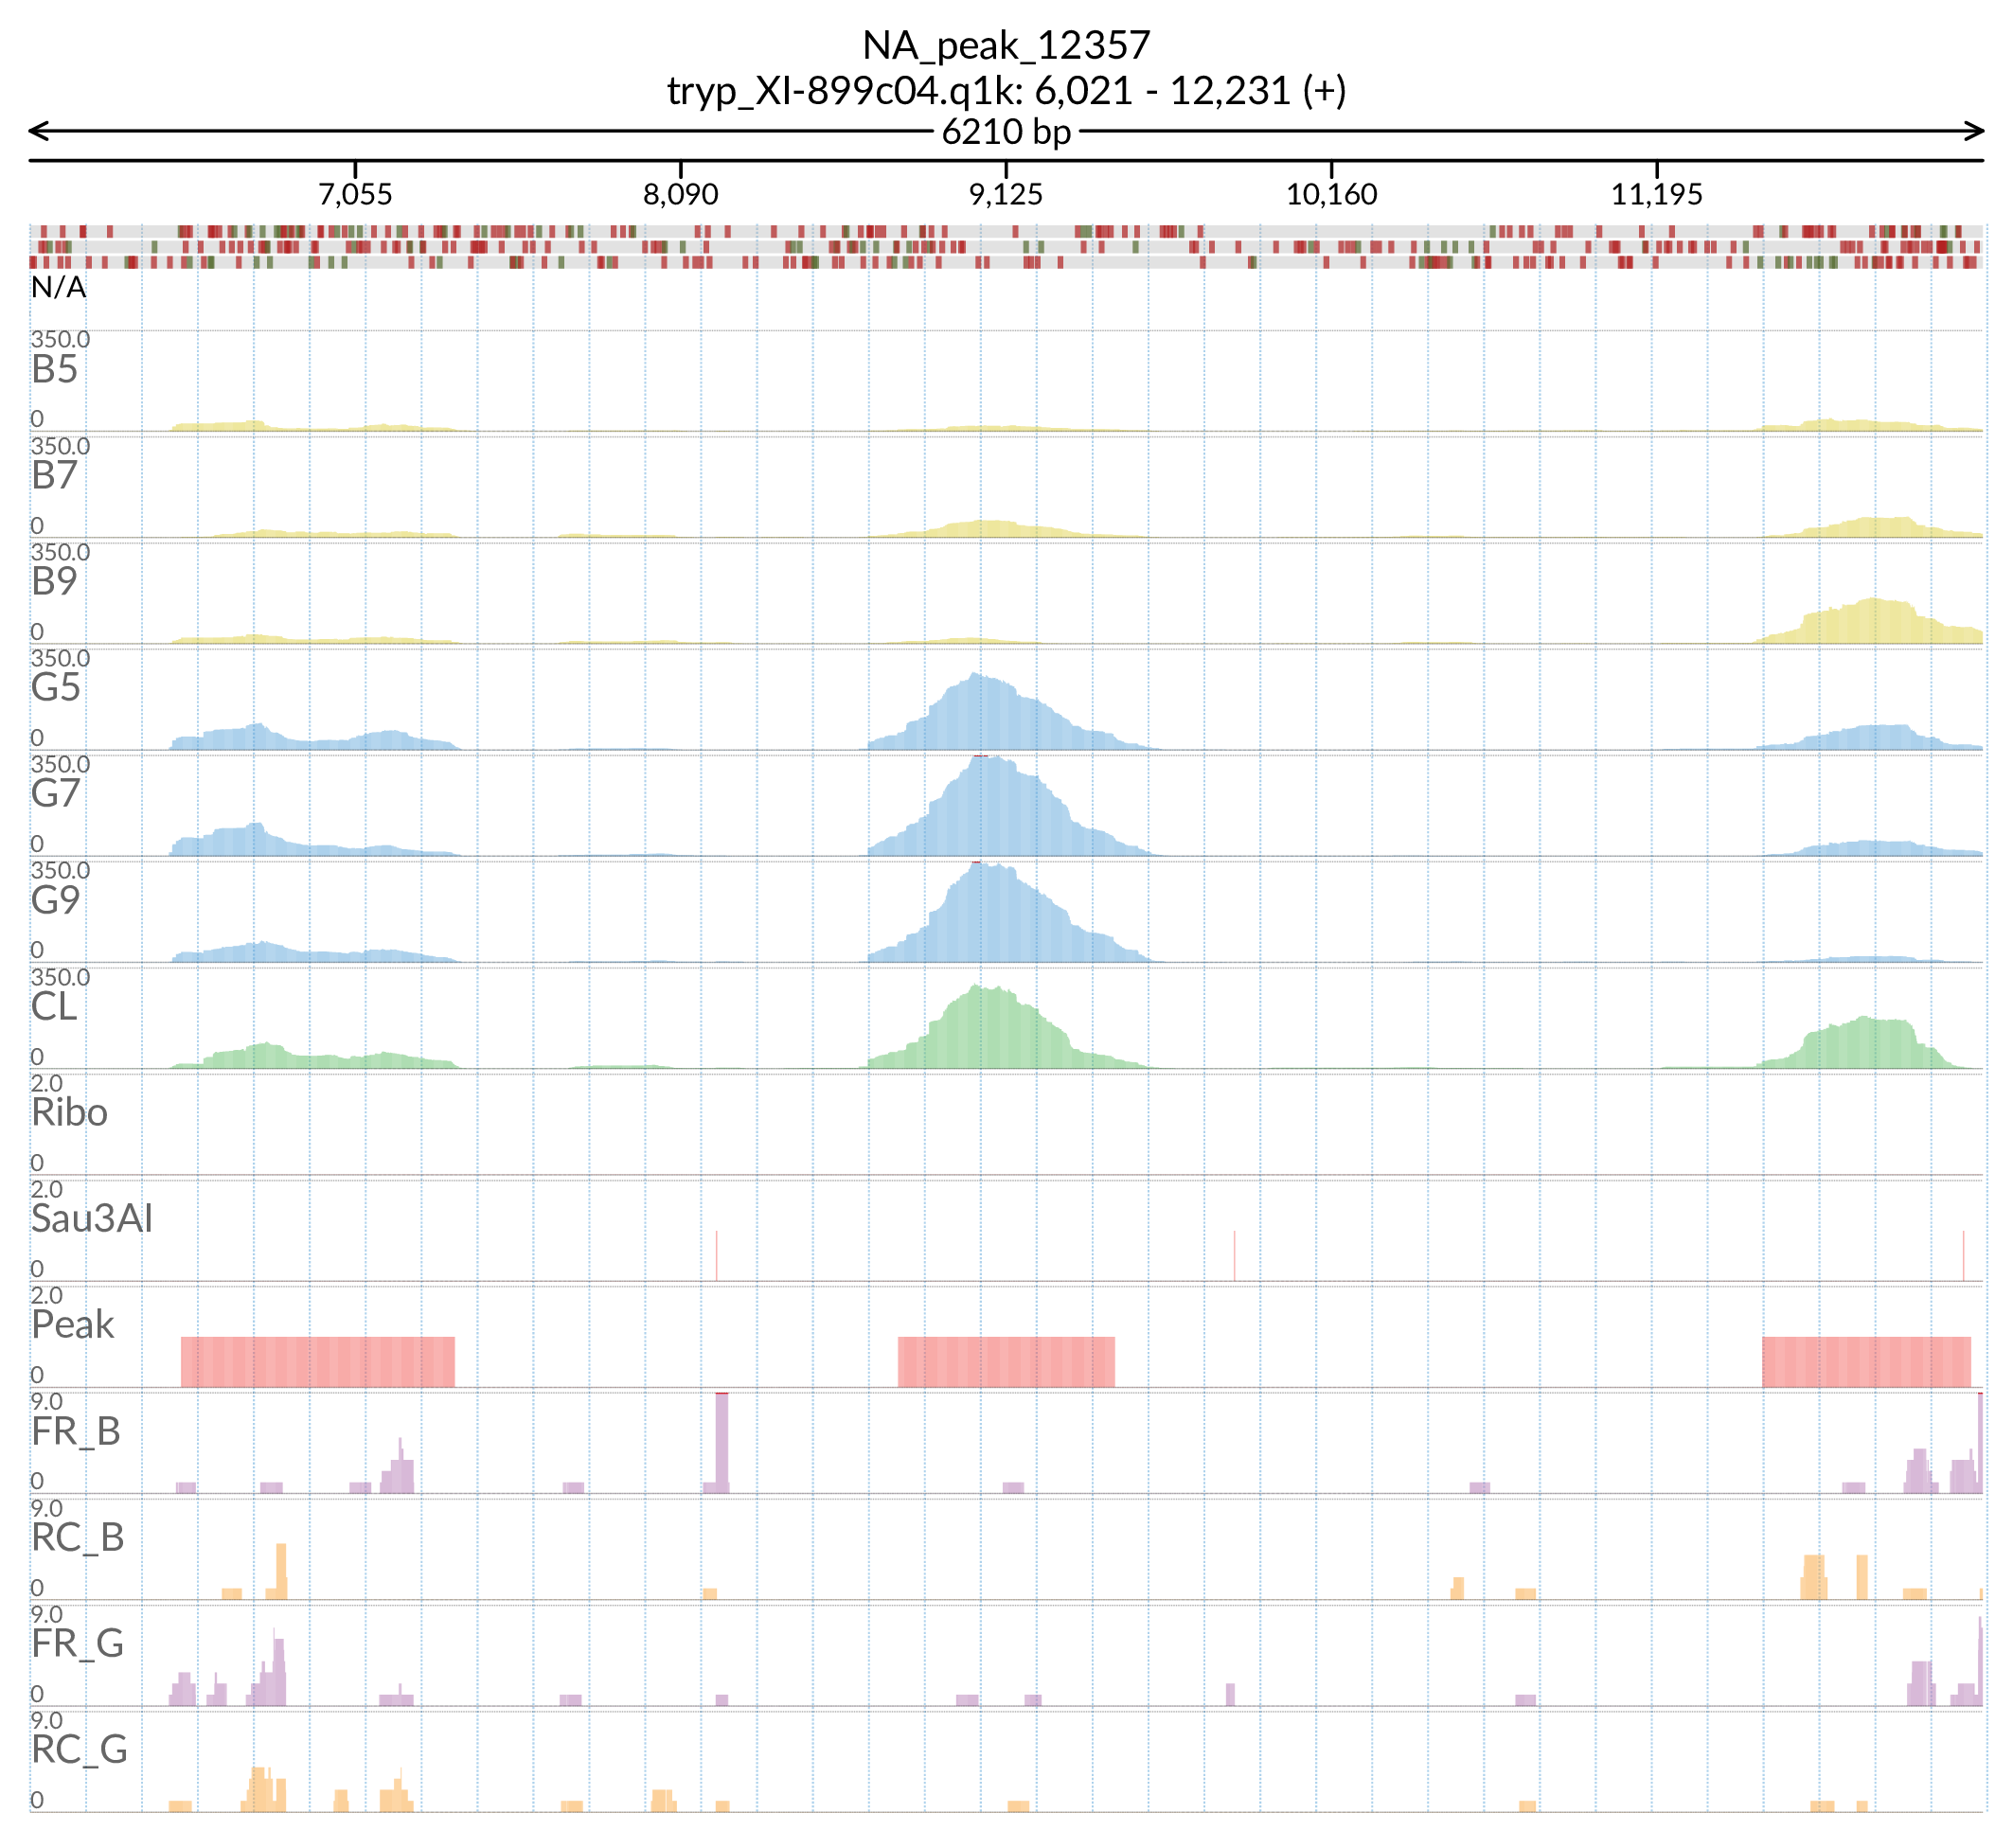 NA_peak_12357
tryp_XI-899c04.q1k: 6,021 - 12,231 (+)
6210 bp
7,055 8,090 9,125 10,160 11,195
N/A
350.0
B5
0
350.0
B7
0
350.0
B9
0
350.0
G5
0
350.0
G7
0
350.0
G9
0
350.0
CL
0
2.0
Ribo
0
2.0
Sau3AI
0
2.0
Peak
0
9.0
FR_B
0
9.0
RC_B
0
9.0
FR_G
0
9.0
RC_G
0